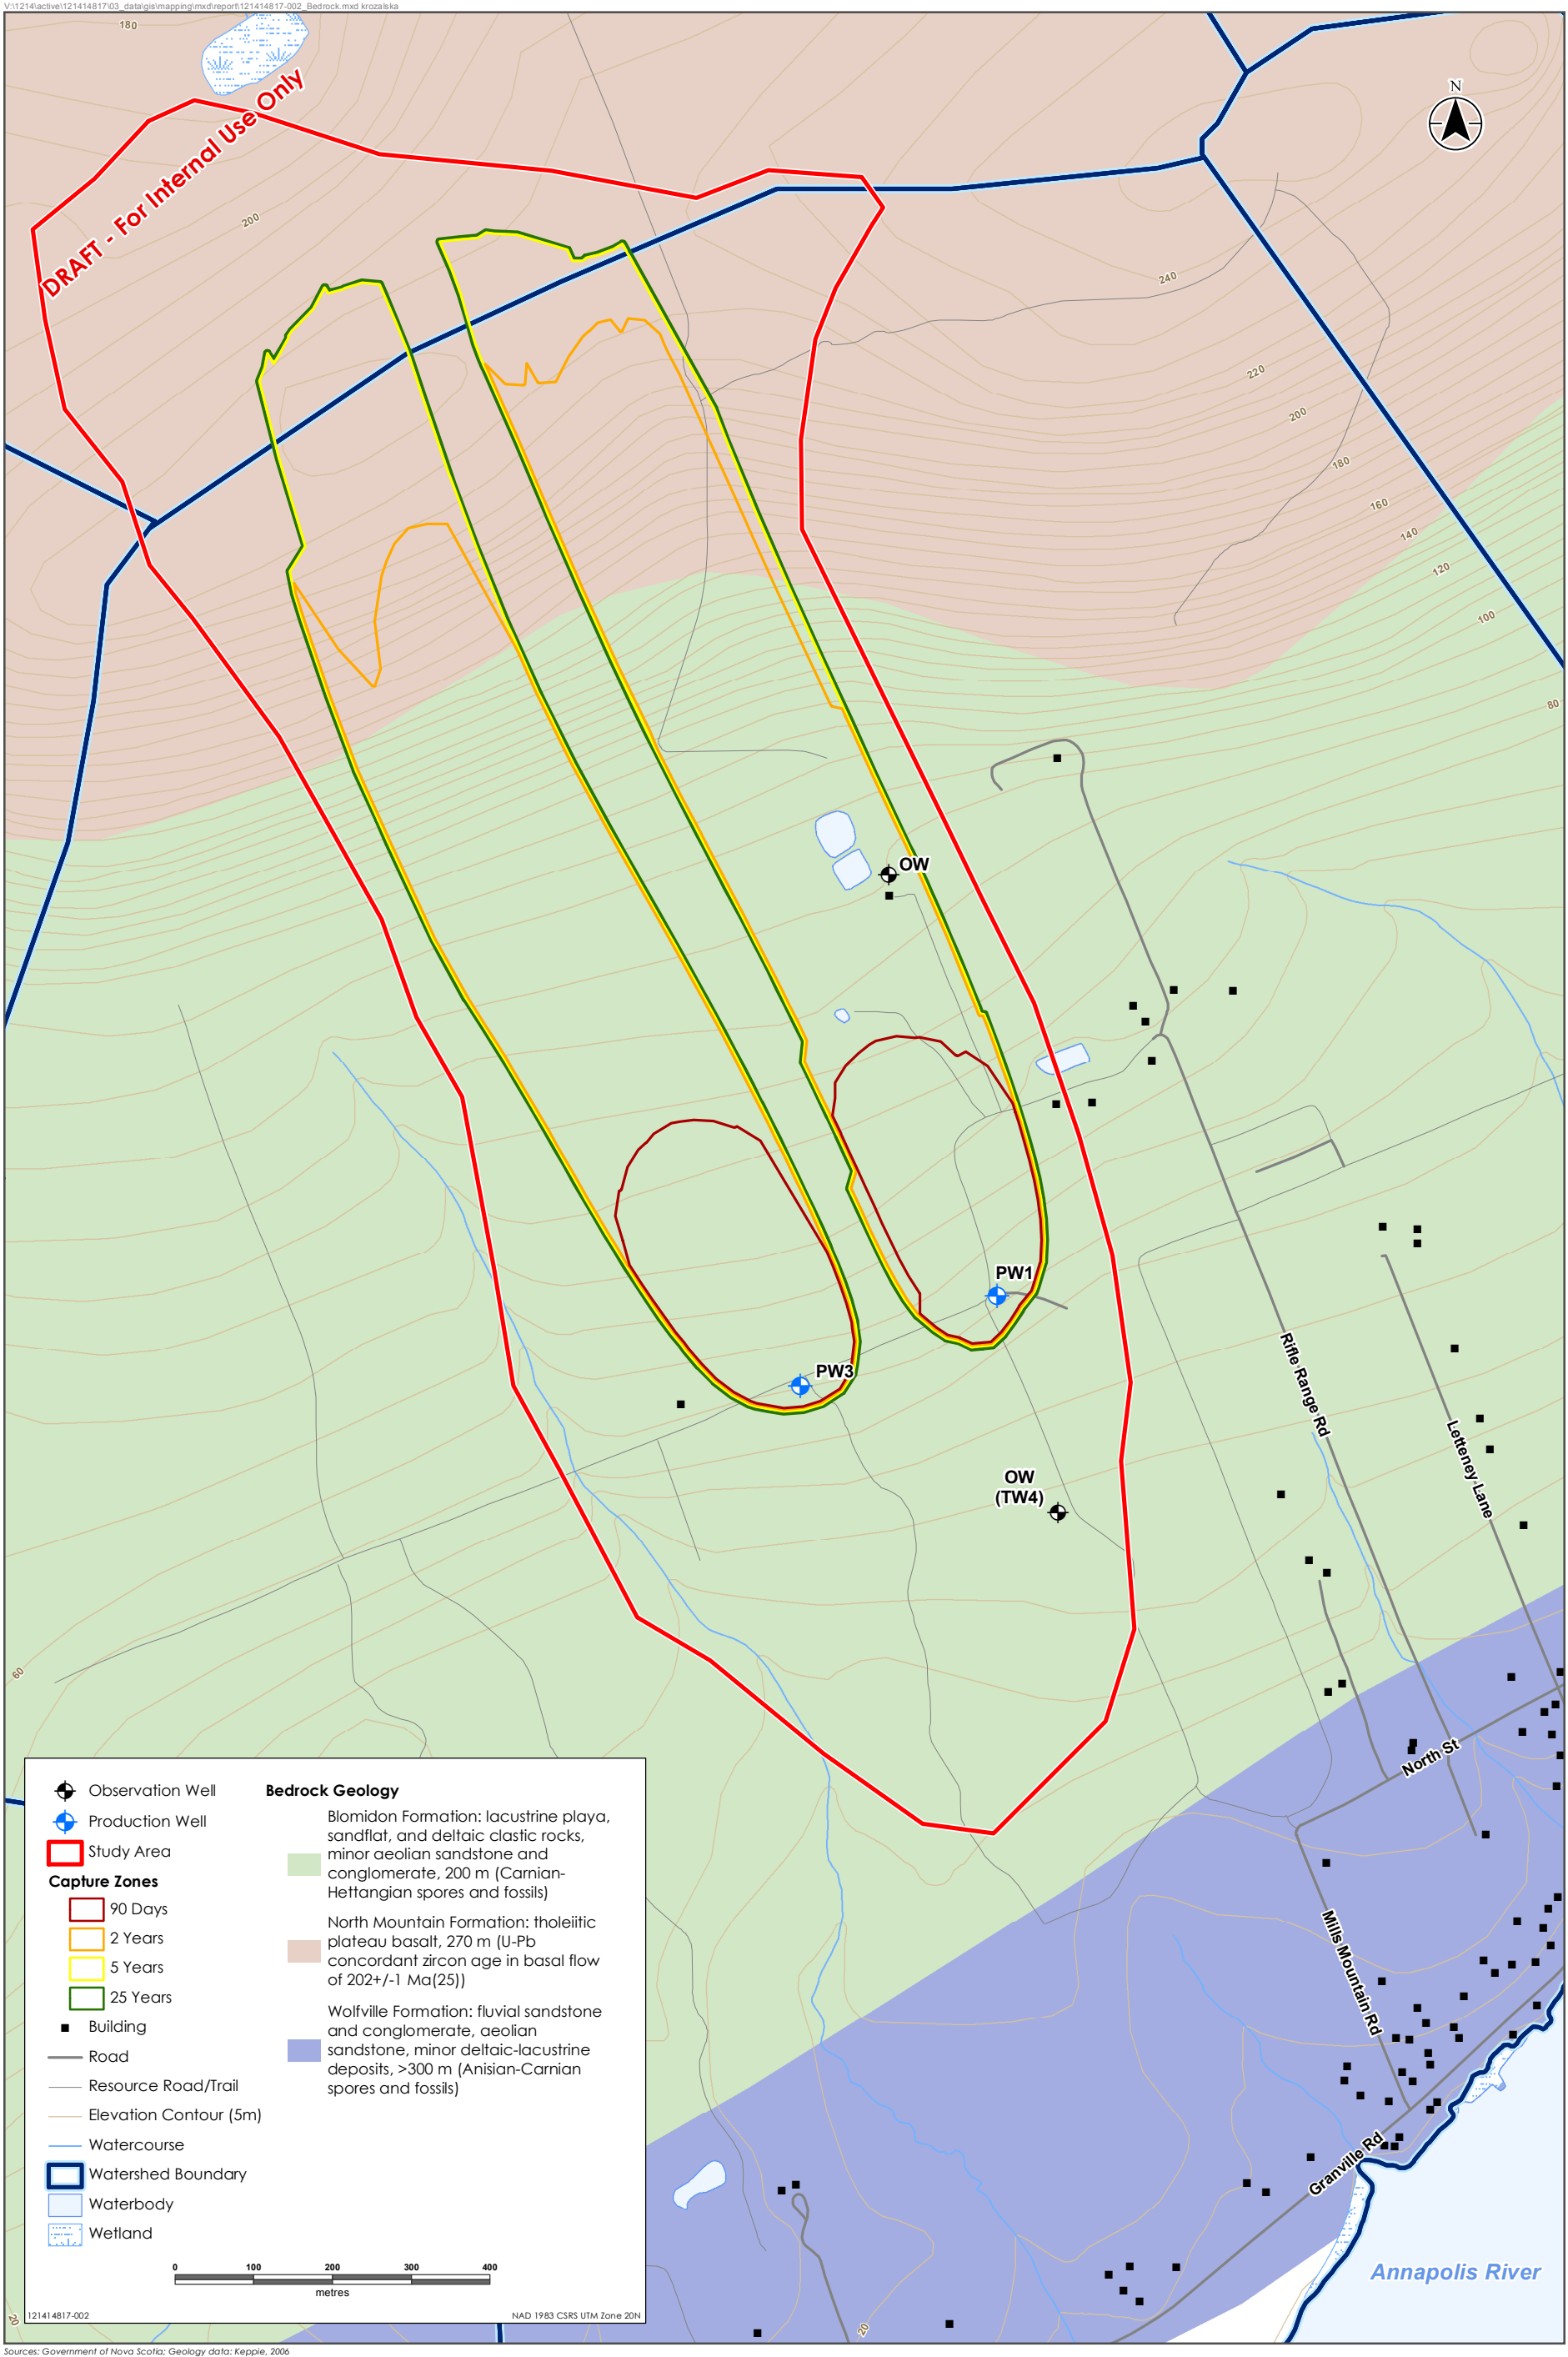 V:\1214\active\121414817\03_data\gis\mapping\mxd\report\121414817-002_Bedrock.mxd krozalska
180
DRAFT - For Internal Use Only
N
200
240
220
200
180
160
140
120
100
80
OW
PW1
PW3
OW
(TW4)
Rifle Range Rd
Letteney Lane
60
North St
Mills Mountain Rd
Granville Rd
Annapolis River
20
20
Observation Well
Production Well
Study Area
Capture Zones
90 Days
2 Years
5 Years
25 Years
Building
Road
Resource Road/Trail
Elevation Contour (5m)
Watercourse
Watershed Boundary
Waterbody
Wetland
Bedrock Geology
Blomidon Formation: lacustrine playa,
sandflat, and deltaic clastic rocks,
minor aeolian sandstone and
conglomerate, 200 m (Carnian-
Hettangian spores and fossils)
North Mountain Formation: tholeiitic
plateau basalt, 270 m (U-Pb
concordant zircon age in basal flow
of 202+/-1 Ma(25))
Wolfville Formation: fluvial sandstone
and conglomerate, aeolian
sandstone, minor deltaic-lacustrine
deposits, >300 m (Anisian-Carnian
spores and fossils)
0 100 200 300 400
metres
121414817-002
NAD 1983 CSRS UTM Zone 20N
Sources: Government of Nova Scotia; Geology data: Keppie, 2006